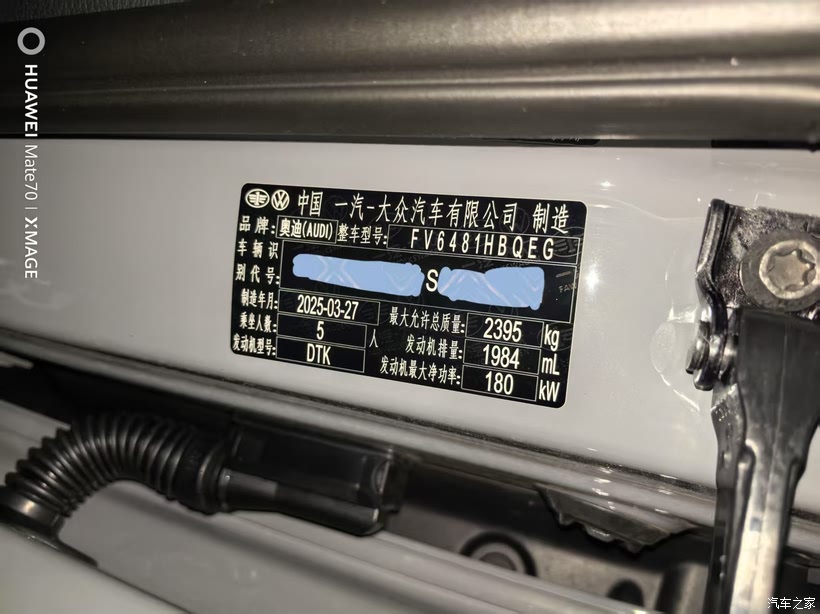 HUAWEI Mate70 | XMAGE
中国 一汽-大众汽车有限公司 制造
品牌: 奥迪(AUDI) 整车型号: FV6481HBQEG
车辆识
别代号: S
制造年月: 2025-03-27 最大允许总质量: 2395 kg
乘坐人数: 5 人 发动机排量: 1984 mL
发动机型号: DTK 发动机最大净功率: 180 kW
汽车之家